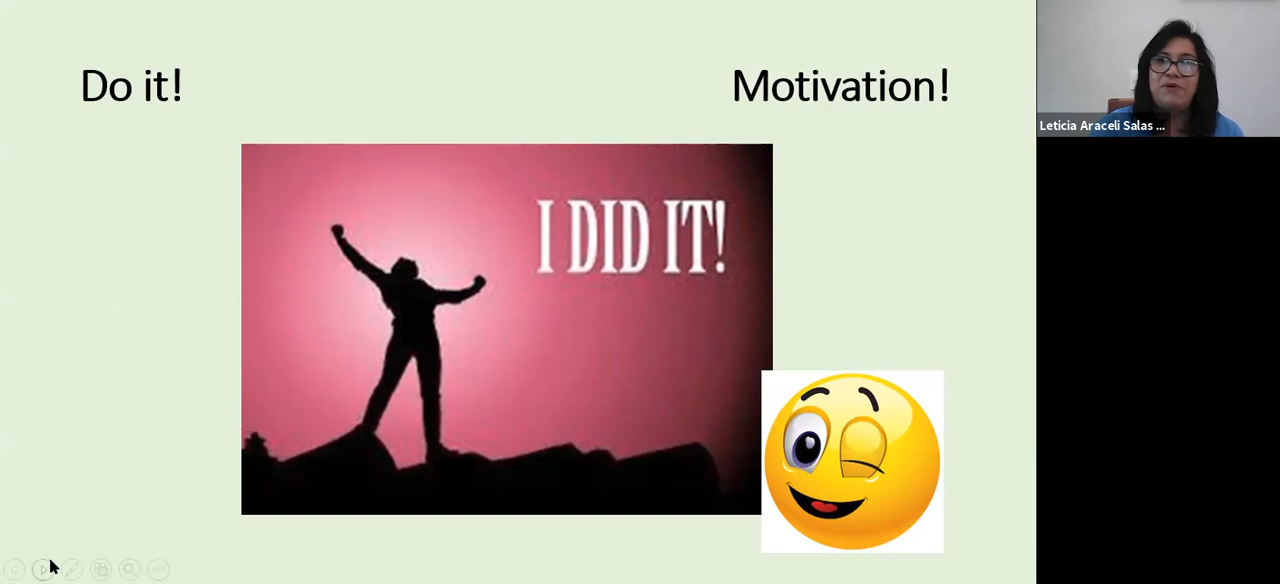 Do it!
Motivation!
I DID IT!
Leticia Araceli Salas ...